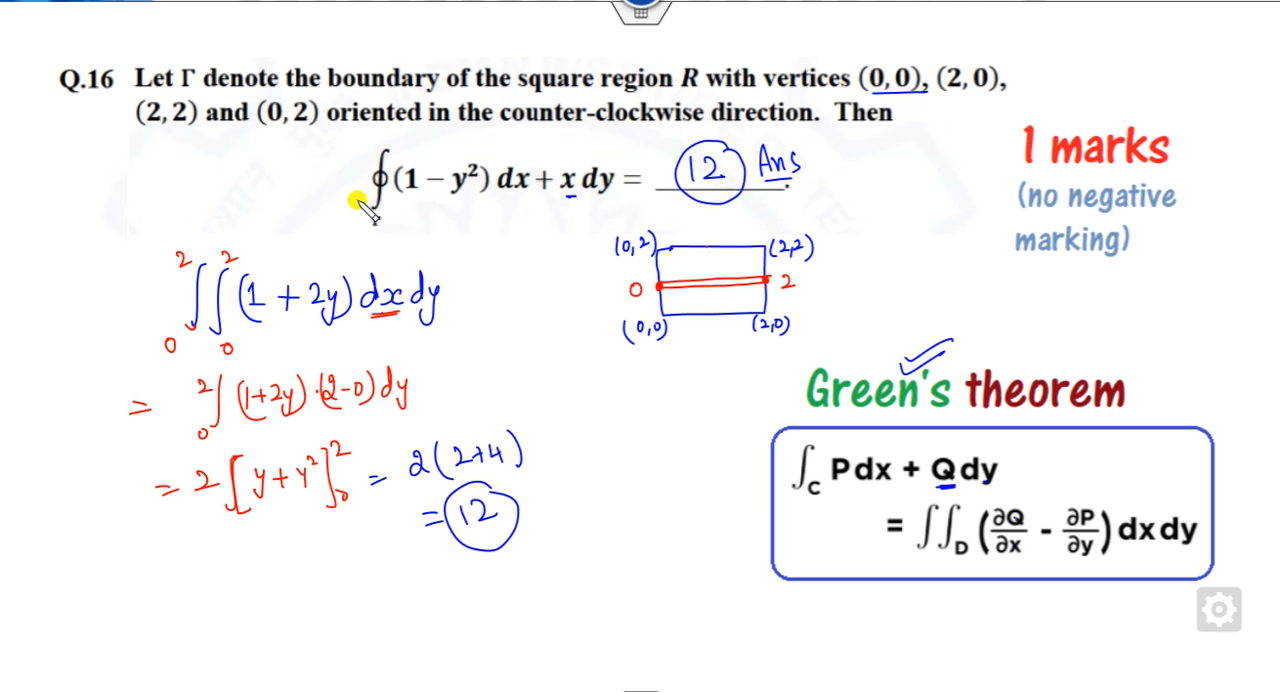 Q.16 Let Γ denote the boundary of the square region R with vertices (0, 0), (2, 0),
(2, 2) and (0, 2) oriented in the counter-clockwise direction. Then
∮(1 − y²) dx + x dy = ________.
12 Ans
1 marks
(no negative
marking)
(0,2) (2,2)
0 2
(0,0) (2,0)
∫₀² ∫₀² (1 + 2y) dx dy
= ∫₀² (1+2y) · (2-0) dy
= 2 [y + y²]₀² = 2(2+4)
= 12
Green's theorem
∫c Pdx + Qdy
= ∫∫D (∂Q/∂x - ∂P/∂y) dxdy